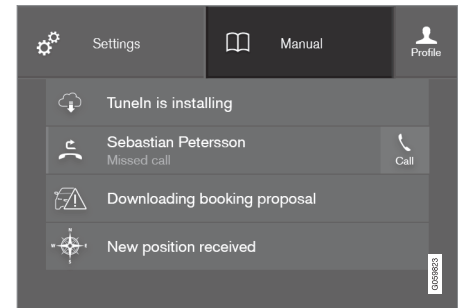 Settings
Manual
Profile
TuneIn is installing
Sebastian Petersson
Missed call
Call
Downloading booking proposal
N
W
New position received
G059823